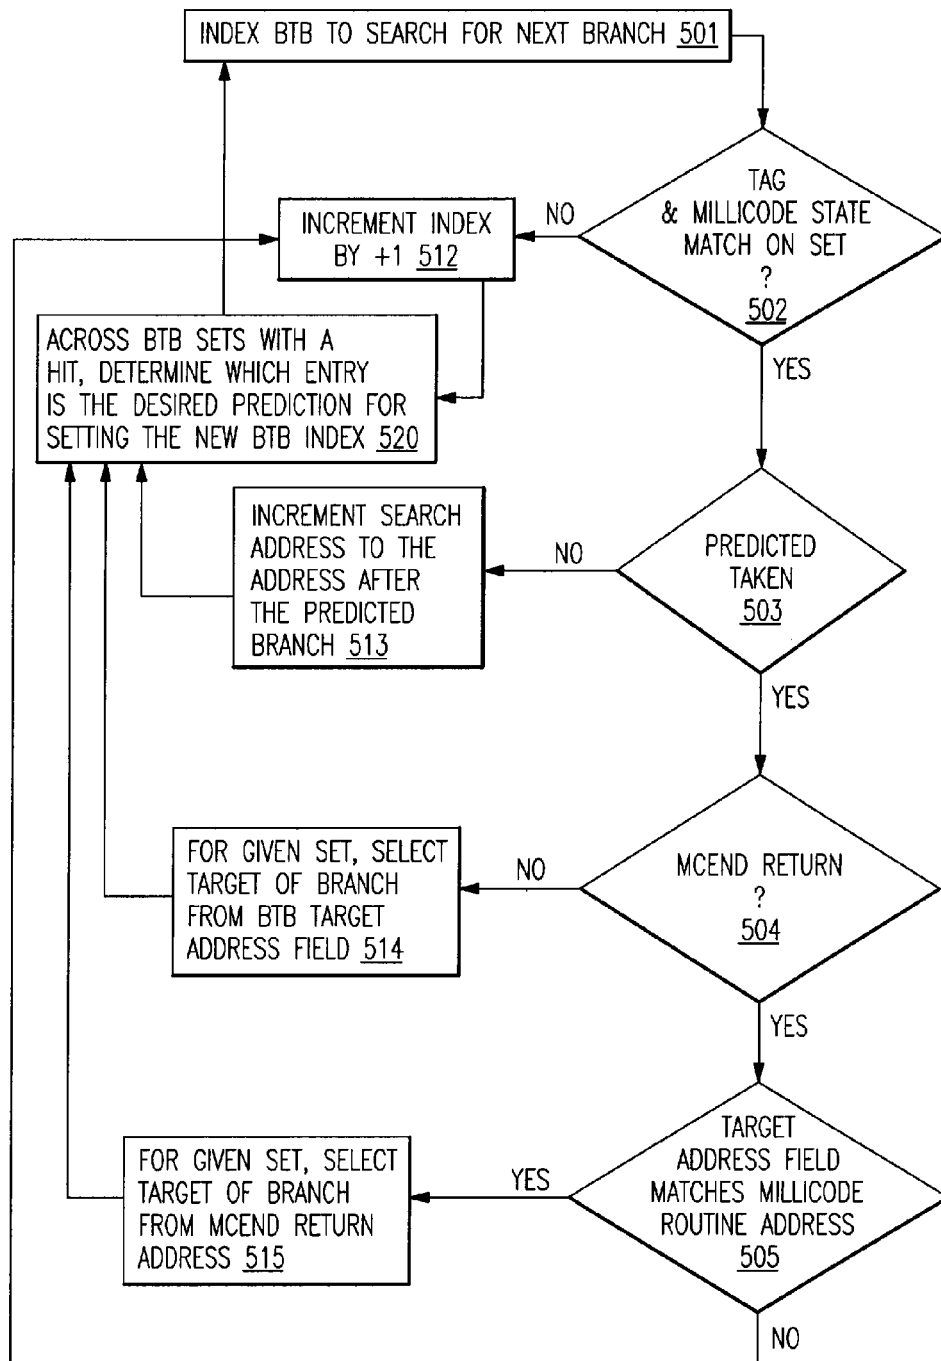 INDEX BTB TO SEARCH FOR NEXT BRANCH 501
TAG
& MILLICODE STATE
MATCH ON SET
?
502
NO
YES
INCREMENT INDEX
BY +1 512
ACROSS BTB SETS WITH A
HIT, DETERMINE WHICH ENTRY
IS THE DESIRED PREDICTION FOR
SETTING THE NEW BTB INDEX 520
PREDICTED
TAKEN
503
NO
YES
INCREMENT SEARCH
ADDRESS TO THE
ADDRESS AFTER
THE PREDICTED
BRANCH 513
MCEND RETURN
?
504
NO
YES
FOR GIVEN SET, SELECT
TARGET OF BRANCH
FROM BTB TARGET
ADDRESS FIELD 514
TARGET
ADDRESS FIELD
MATCHES MILLICODE
ROUTINE ADDRESS
505
YES
NO
FOR GIVEN SET, SELECT
TARGET OF BRANCH
FROM MCEND RETURN
ADDRESS 515